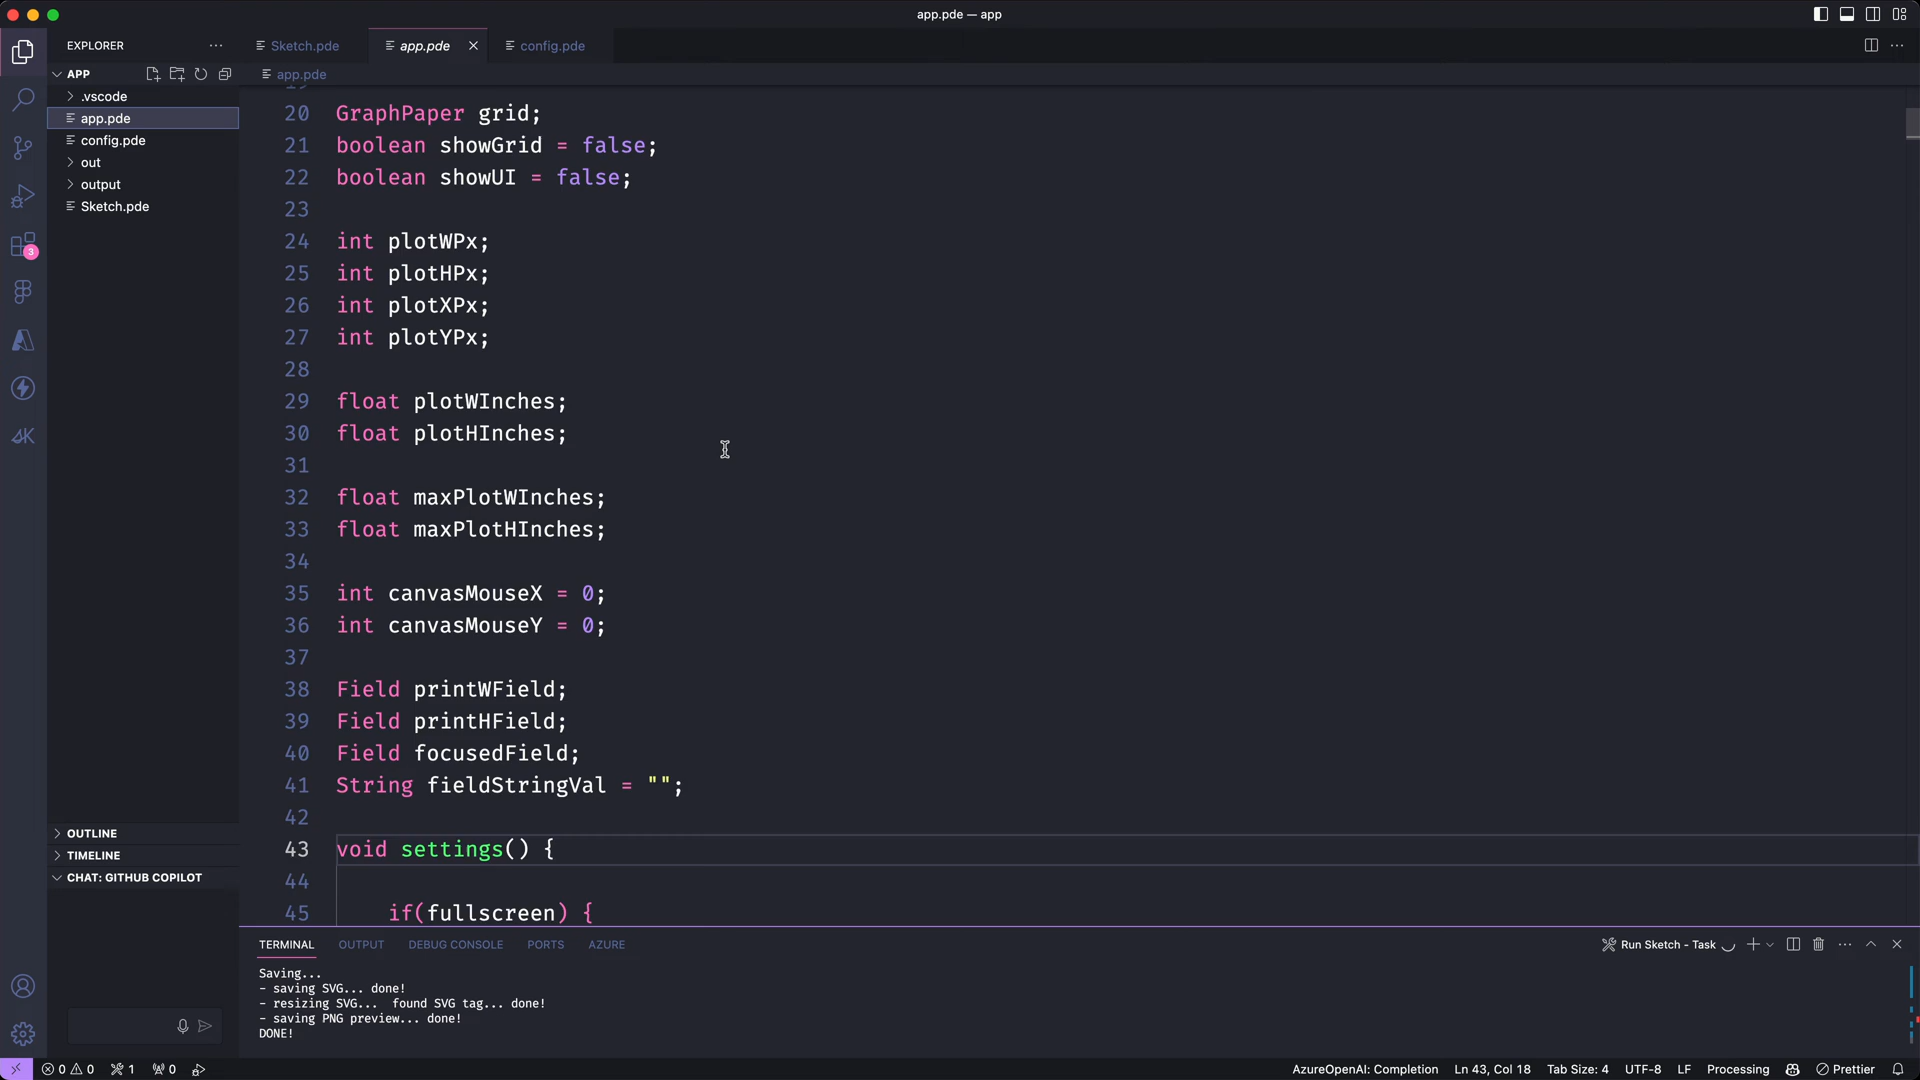 app.pde — app
EXPLORER
Sketch.pde
app.pde
config.pde
APP
app.pde
.vscode
app.pde
config.pde
out
output
Sketch.pde
20 GraphPaper grid;
21 boolean showGrid = false;
22 boolean showUI = false;
23
24 int plotWPx;
25 int plotHPx;
26 int plotXPx;
27 int plotYPx;
28
29 float plotWInches;
30 float plotHInches;
31
32 float maxPlotWInches;
33 float maxPlotHInches;
34
35 int canvasMouseX = 0;
36 int canvasMouseY = 0;
37
38 Field printWField;
39 Field printHField;
40 Field focusedField;
41 String fieldStringVal = "";
42
43 void settings() {
44
45 if(fullscreen) {
3
OUTLINE
TIMELINE
CHAT: GITHUB COPILOT
TERMINAL OUTPUT DEBUG CONSOLE PORTS AZURE
Run Sketch - Task
Saving...
- saving SVG... done!
- resizing SVG...  found SVG tag... done!
- saving PNG preview... done!
DONE!
0 0 1 0
AzureOpenAI: Completion Ln 43, Col 18 Tab Size: 4 UTF-8 LF Processing Prettier